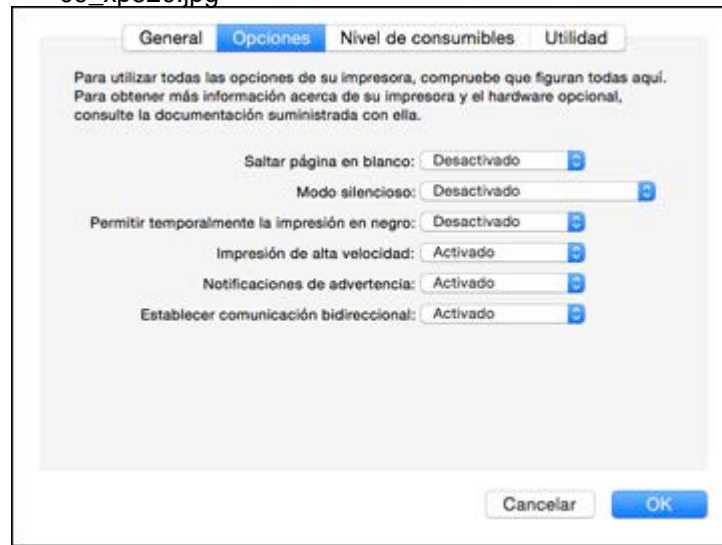 General Opciones Nivel de consumibles Utilidad
Para utilizar todas las opciones de su impresora, compruebe que figuran todas aquí.
Para obtener más información acerca de su impresora y el hardware opcional,
consulte la documentación suministrada con ella.
Saltar página en blanco: Desactivado
Modo silencioso: Desactivado
Permitir temporalmente la impresión en negro: Desactivado
Impresión de alta velocidad: Activado
Notificaciones de advertencia: Activado
Establecer comunicación bidireccional: Activado
Cancelar OK